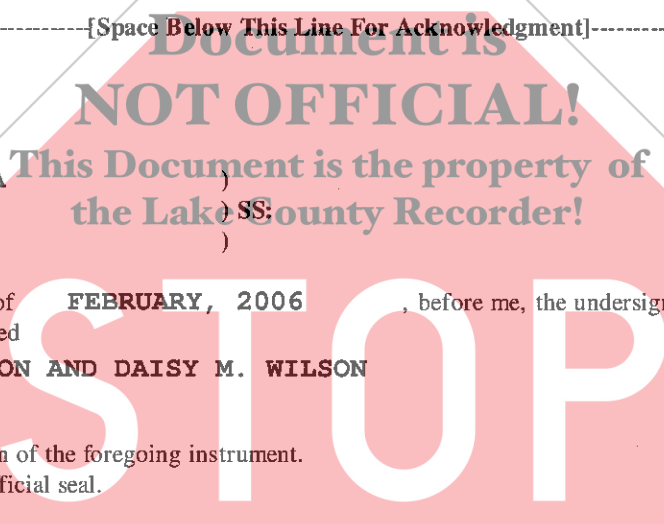 -----------[Space Below This Line For Acknowledgment]---------
Document is
NOT OFFICIAL!
This Document is the property of
)
the Lake County Recorder!
) SS:
)
of FEBRUARY, 2006 , before me, the undersign
ed
ON AND DAISY M. WILSON
STOP
n of the foregoing instrument.
ficial seal.